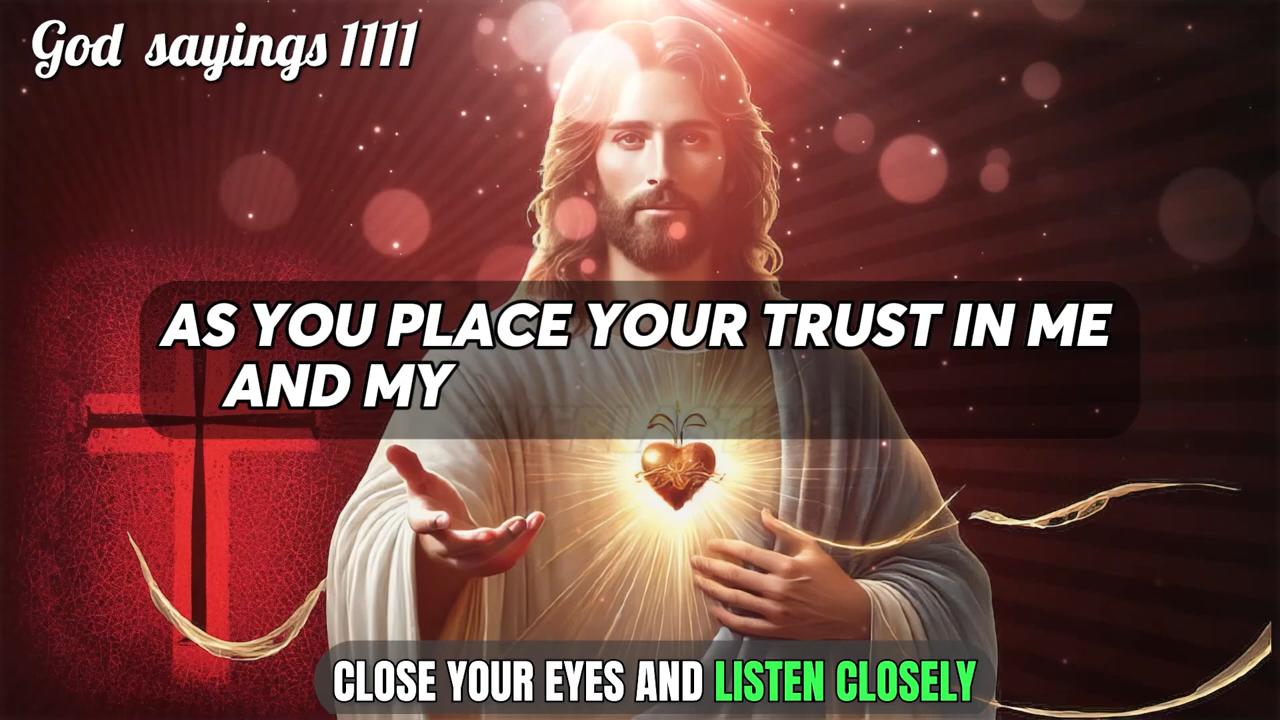 God sayings 1111
AS YOU PLACE YOUR TRUST IN ME
AND MY
CLOSE YOUR EYES AND LISTEN CLOSELY